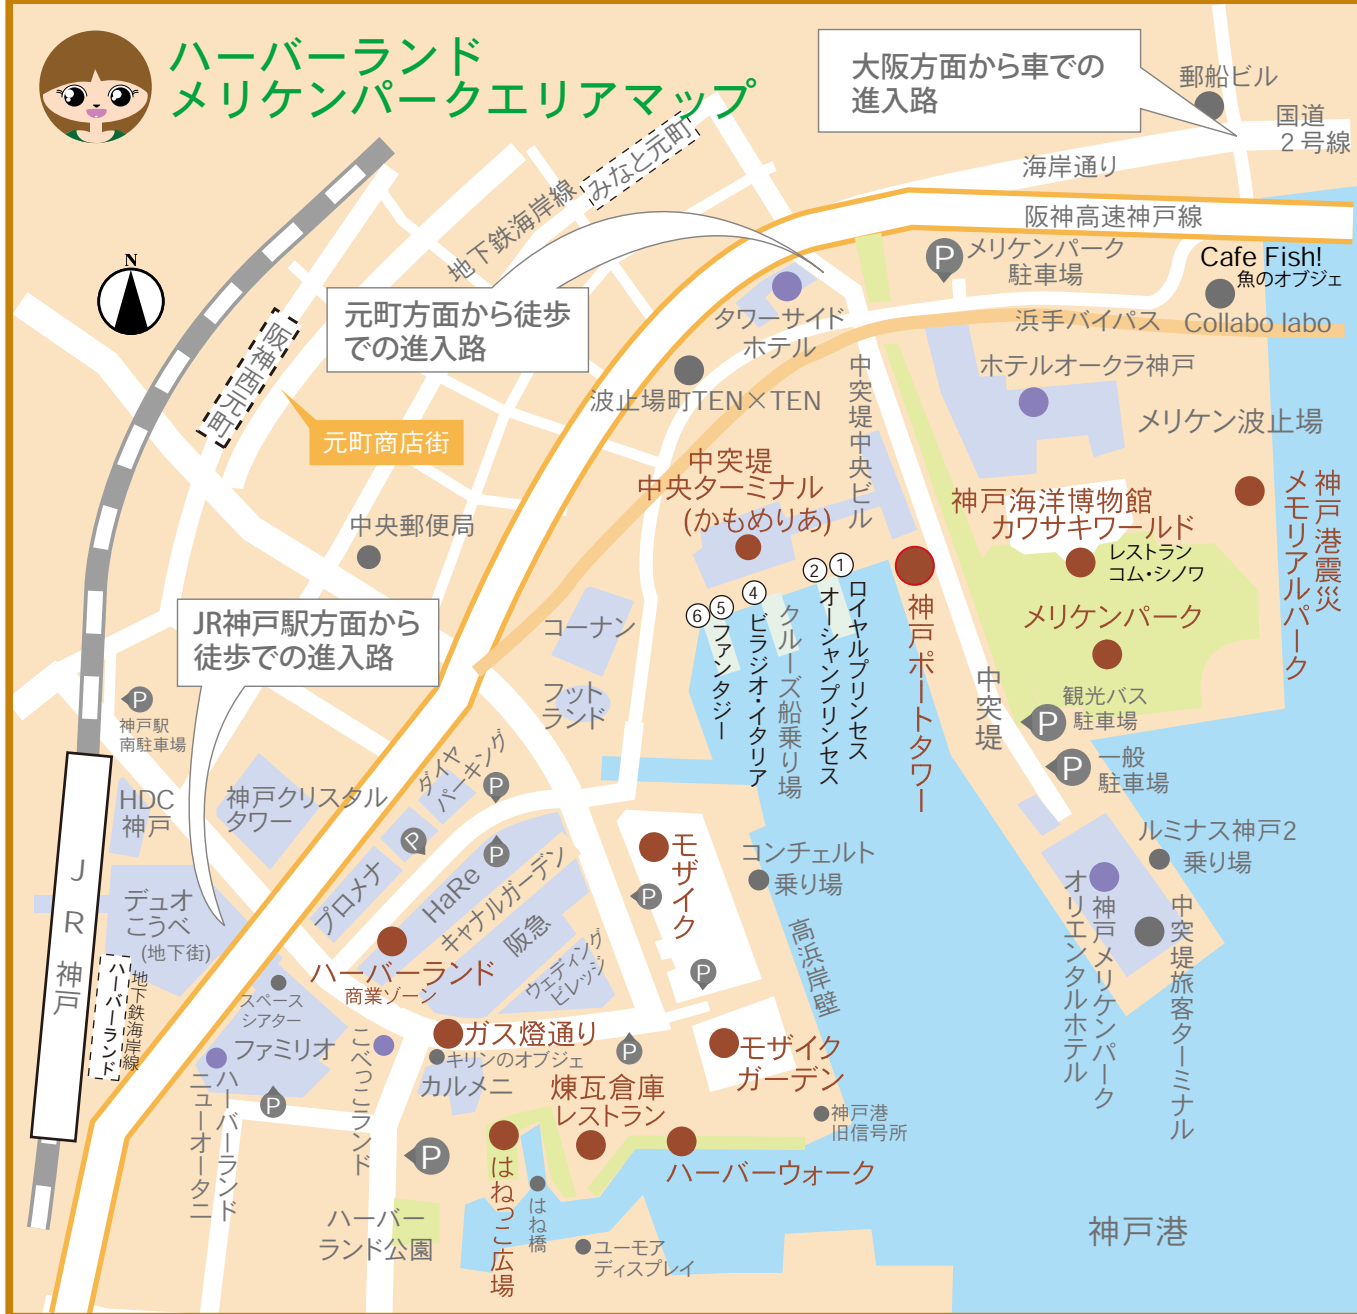 ハーバーランド
メリケンパークエリアマップ
大阪方面から車での
進入路
郵船ビル
国道
２号線
海岸通り
阪神高速神戸線
みなと元町
地下鉄海岸線
N
メリケンパーク
駐車場
P
Cafe Fish!
魚のオブジェ
Collabo labo
浜手バイパス
元町方面から徒歩
での進入路
タワーサイド
ホテル
波止場町TEN×TEN
阪神西元町
元町商店街
ホテルオークラ神戸
メリケン波止場
中突堤中央ビル
中突堤
中央ターミナル
(かもめりあ)
中央郵便局
神戸海洋博物館
カワサキワールド
レストラン
コム・シノワ
神戸港震災
メモリアルパーク
メリケンパーク
JR神戸駅方面から
徒歩での進入路
①
②
④
⑤
⑥
ロイヤルプリンセス
オーシャンプリンセス
クルーズ船乗り場
ビラジオ・イタリア
ファンタジー
神戸ポートタワー
中突堤
観光バス
駐車場
P
一般
駐車場
P
コーナン
フット
ランド
P
神戸駅
南駐車場
ダイヤ
パーキング
P
P
P
HDC
神戸
神戸クリスタル
タワー
JR神戸
デュオ
こうべ
(地下街)
プロメナ
HaRe
キャナルガーデン
阪急
ウェディング
ビレッジ
モザイク
P
P
コンチェルト
乗り場
高浜岸壁
ルミナス神戸2
乗り場
神戸メリケンパーク
オリエンタルホテル
中突堤旅客ターミナル
地下鉄海岸線
ハーバーランド
ハーバーランド
商業ゾーン
スペース
シアター
ファミリオ
ハーバーランド
ニューオータニ
P
こべっこランド
ガス燈通り
キリンのオブジェ
カルメニ
P
モザイク
ガーデン
煉瓦倉庫
レストラン
神戸港
旧信号所
P
はねっこ広場
はね橋
ハーバーウォーク
ハーバー
ランド公園
ユーモア
ディスプレイ
神戸港